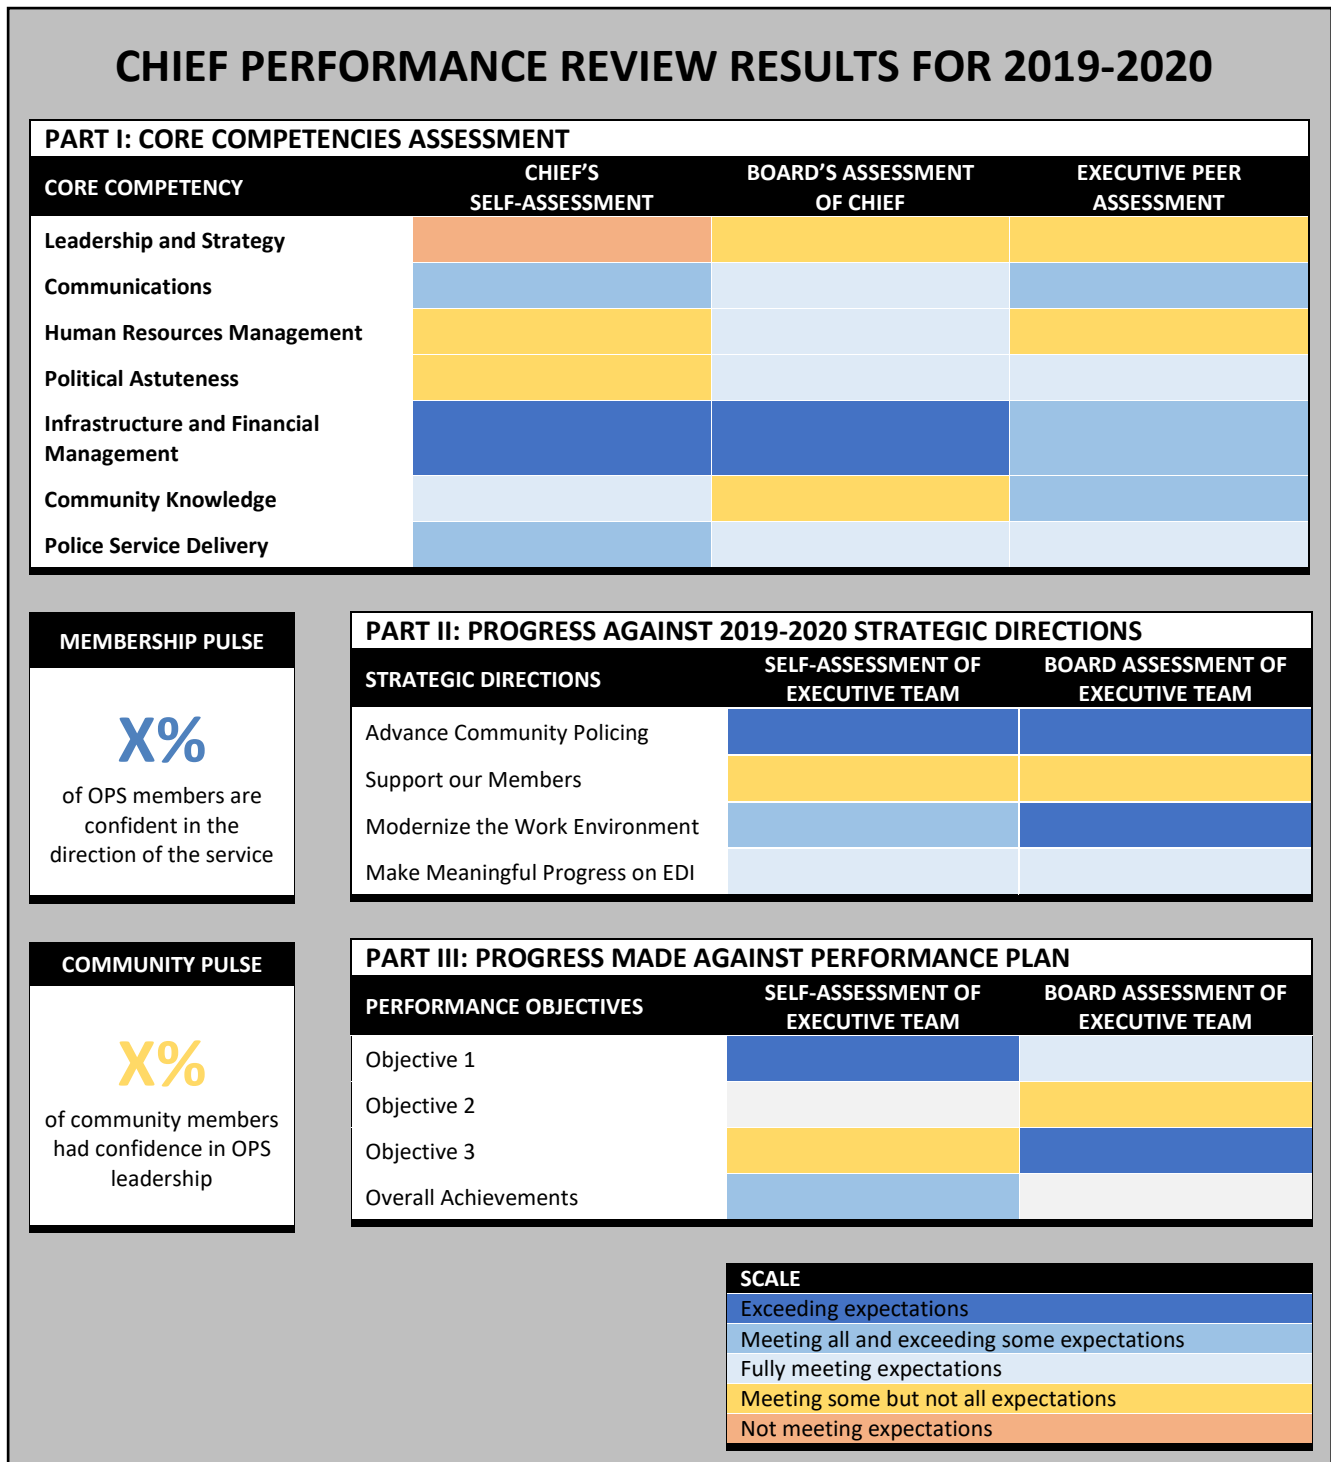 CHIEF PERFORMANCE REVIEW RESULTS FOR 2019-2020
PART I: CORE COMPETENCIES ASSESSMENT
CORE COMPETENCY
CHIEF'S
SELF-ASSESSMENT
BOARD'S ASSESSMENT
OF CHIEF
EXECUTIVE PEER
ASSESSMENT
Leadership and Strategy
Communications
Human Resources Management
Political Astuteness
Infrastructure and Financial
Management
Community Knowledge
Police Service Delivery
MEMBERSHIP PULSE
X%
of OPS members are
confident in the
direction of the service
PART II: PROGRESS AGAINST 2019-2020 STRATEGIC DIRECTIONS
STRATEGIC DIRECTIONS
SELF-ASSESSMENT OF
EXECUTIVE TEAM
BOARD ASSESSMENT OF
EXECUTIVE TEAM
Advance Community Policing
Support our Members
Modernize the Work Environment
Make Meaningful Progress on EDI
COMMUNITY PULSE
X%
of community members
had confidence in OPS
leadership
PART III: PROGRESS MADE AGAINST PERFORMANCE PLAN
PERFORMANCE OBJECTIVES
SELF-ASSESSMENT OF
EXECUTIVE TEAM
BOARD ASSESSMENT OF
EXECUTIVE TEAM
Objective 1
Objective 2
Objective 3
Overall Achievements
SCALE
Exceeding expectations
Meeting all and exceeding some expectations
Fully meeting expectations
Meeting some but not all expectations
Not meeting expectations